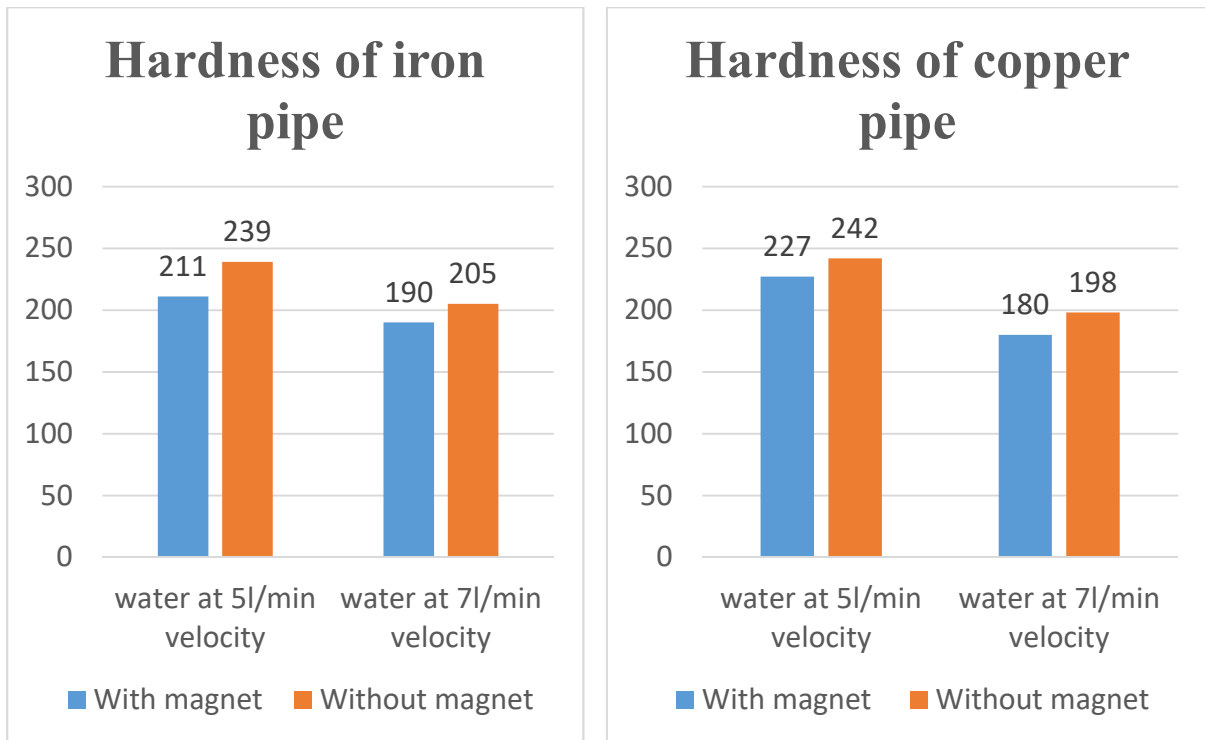 Hardness of iron
pipe
300
250
200
150
100
50
0
211
239
190
205
water at 5l/min
velocity
water at 7l/min
velocity
With magnet
Without magnet
Hardness of copper
pipe
300
250
200
150
100
50
0
227
242
180
198
water at 5l/min
velocity
water at 7l/min
velocity
With magnet
Without magnet